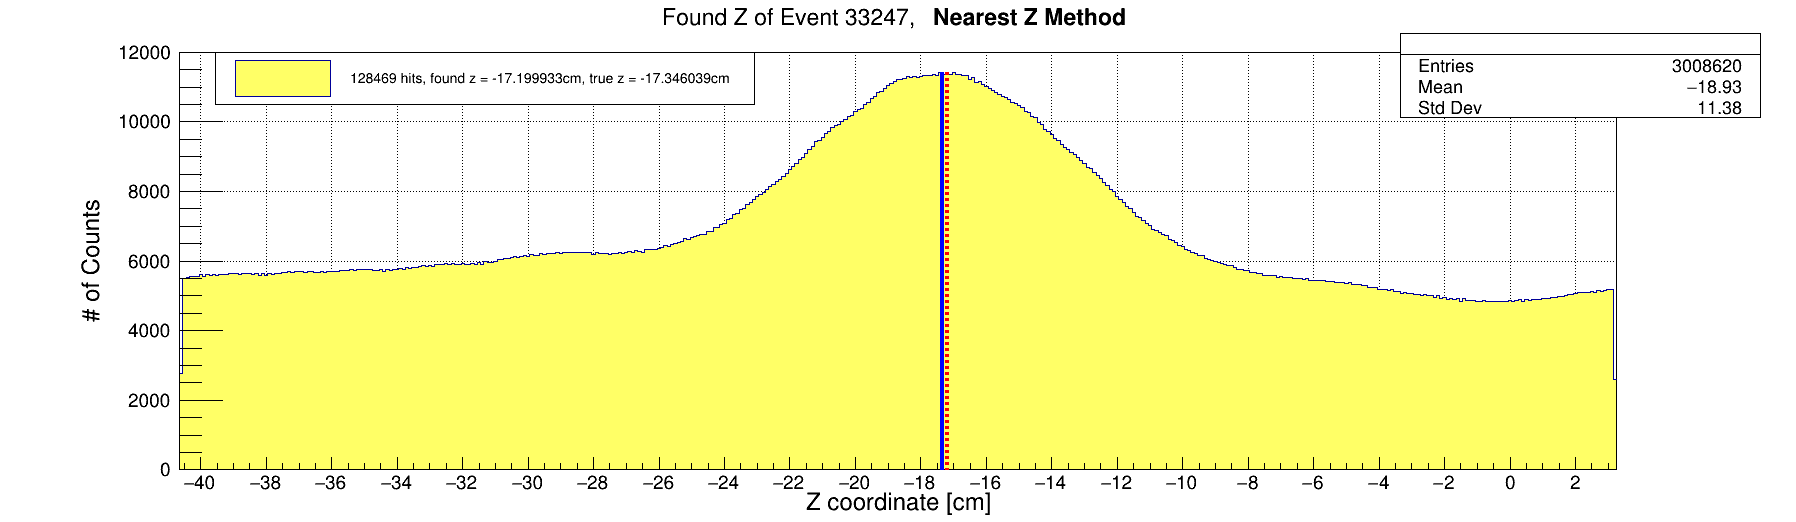 Found Z of Event 33247, Nearest Z Method
128469 hits, found z = -17.199933cm, true z = -17.346039cm
Entries 3008620
Mean −18.93
Std Dev 11.38
# of Counts
12000
10000
8000
6000
4000
2000
0
−40 −38 −36 −34 −32 −30 −28 −26 −24 −22 −20 −18 −16 −14 −12 −10 −8 −6 −4 −2 0 2
Z coordinate [cm]